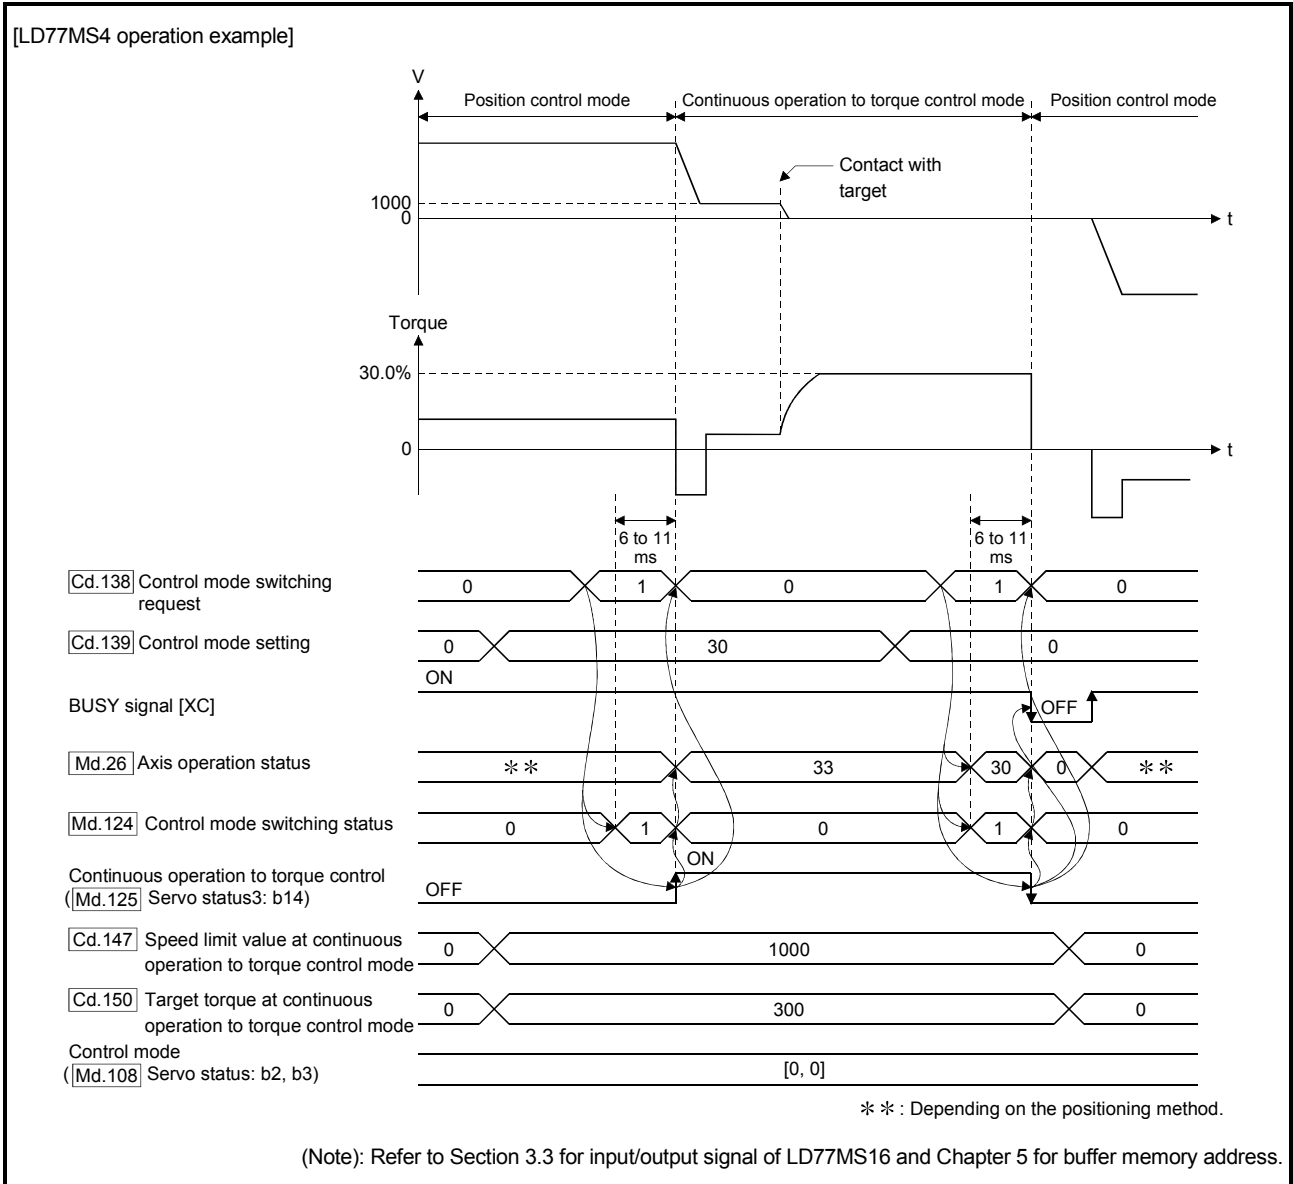 [LD77MS4 operation example]
V
Position control mode
Continuous operation to torque control mode
Position control mode
Contact with
target
1000
0
t
Torque
30.0%
0
t
6 to 11
ms
6 to 11
ms
Cd.138 Control mode switching
request
0
1
0
1
0
Cd.139 Control mode setting
0
30
0
ON
BUSY signal [XC]
OFF
Md.26 Axis operation status
**
33
30
0
**
Md.124 Control mode switching status
0
1
0
1
0
ON
Continuous operation to torque control
(Md.125 Servo status3: b14)
OFF
Cd.147 Speed limit value at continuous
operation to torque control mode
0
1000
0
Cd.150 Target torque at continuous
operation to torque control mode
0
300
0
Control mode
(Md.108 Servo status: b2, b3)
[0, 0]
** : Depending on the positioning method.
(Note): Refer to Section 3.3 for input/output signal of LD77MS16 and Chapter 5 for buffer memory address.